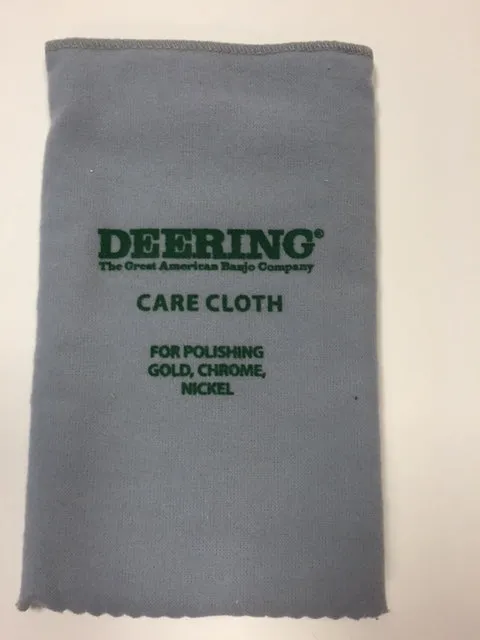 DEERING®
The Great American Banjo Company
CARE CLOTH
FOR POLISHING
GOLD, CHROME,
NICKEL